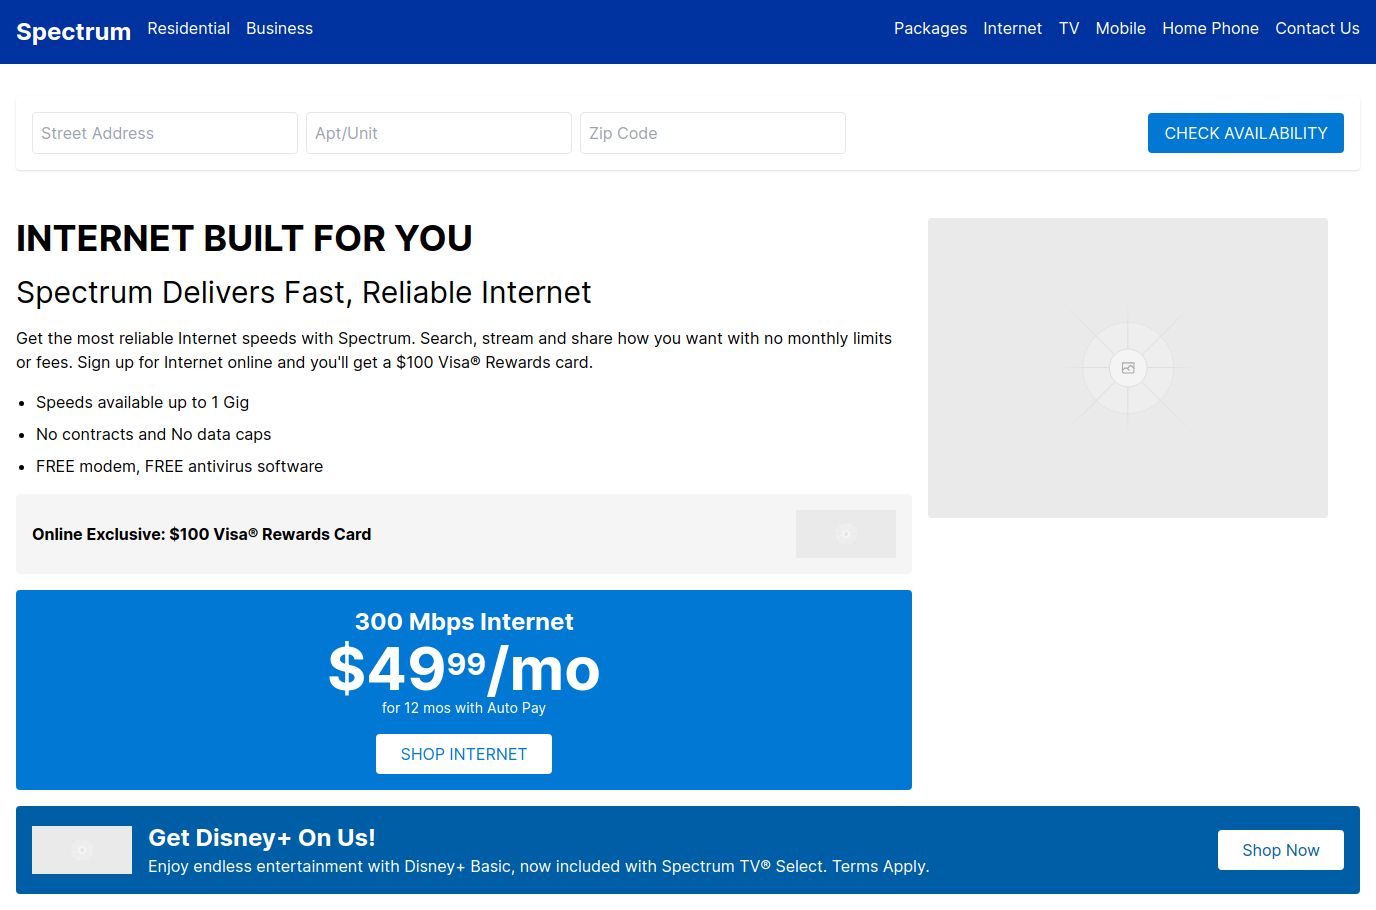 Spectrum Residential Business Packages Internet TV Mobile Home Phone Contact Us
Street Address Apt/Unit Zip Code CHECK AVAILABILITY
INTERNET BUILT FOR YOU
Spectrum Delivers Fast, Reliable Internet
Get the most reliable Internet speeds with Spectrum. Search, stream and share how you want with no monthly limits
or fees. Sign up for Internet online and you'll get a $100 Visa® Rewards card.
• Speeds available up to 1 Gig
• No contracts and No data caps
• FREE modem, FREE antivirus software
Online Exclusive: $100 Visa® Rewards Card
300 Mbps Internet
$49⁹⁹/mo
for 12 mos with Auto Pay
SHOP INTERNET
Get Disney+ On Us!
Enjoy endless entertainment with Disney+ Basic, now included with Spectrum TV® Select. Terms Apply.
Shop Now